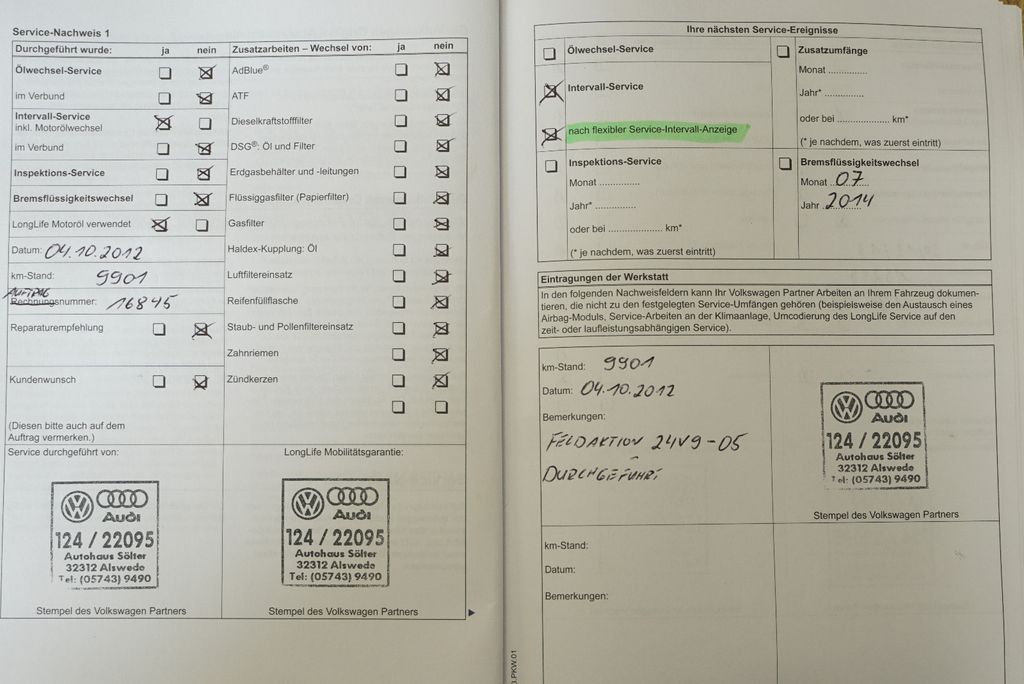 Service-Nachweis 1
Durchgeführt wurde: ja nein
Ölwechsel-Service
im Verbund
Intervall-Service
inkl. Motorölwechsel
im Verbund
Inspektions-Service
Bremsflüssigkeitswechsel
LongLife Motoröl verwendet
Datum: 04.10.2012
km-Stand: 9901
AUFTRAG
Rechnungsnummer: 16845
Reparaturempfehlung
Kundenwunsch
(Diesen bitte auch auf dem
Auftrag vermerken.)
Zusatzarbeiten – Wechsel von: ja nein
AdBlue®
ATF
Dieselkraftstofffilter
DSG®: Öl und Filter
Erdgasbehälter und -leitungen
Flüssiggasfilter (Papierfilter)
Gasfilter
Haldex-Kupplung: Öl
Luftfiltereinsatz
Reifenfüllflasche
Staub- und Pollenfiltereinsatz
Zahnriemen
Zündkerzen
Service durchgeführt von:
Audi
124 / 22095
Autohaus Sölter
32312 Alswede
Tel: (05743) 9490
Stempel des Volkswagen Partners
LongLife Mobilitätsgarantie:
Audi
124 / 22095
Autohaus Sölter
32312 Alswede
Tel: (05743) 9490
Stempel des Volkswagen Partners
Ihre nächsten Service-Ereignisse
Ölwechsel-Service
Intervall-Service
nach flexibler Service-Intervall-Anzeige
Inspektions-Service
Monat ..............
Jahr* ..............
oder bei ..................... km*
(* je nachdem, was zuerst eintritt)
Zusatzumfänge
Monat ..............
Jahr* ..............
oder bei ..................... km*
(* je nachdem, was zuerst eintritt)
Bremsflüssigkeitswechsel
Monat 07
Jahr 2014
Eintragungen der Werkstatt
In den folgenden Nachweisfeldern kann Ihr Volkswagen Partner Arbeiten an Ihrem Fahrzeug dokumen-
tieren, die nicht zu den festgelegten Service-Umfängen gehören (beispielsweise den Austausch eines
Airbag-Moduls, Service-Arbeiten an der Klimaanlage, Umcodierung des LongLife Service auf den
zeit- oder laufleistungsabhängigen Service).
km-Stand: 9901
Datum: 04.10.2012
Bemerkungen:
FELDAKTION 24V9-05
DURCHGEFÜHRT
Audi
124 / 22095
Autohaus Sölter
32312 Alswede
Tel: (05743) 9490
Stempel des Volkswagen Partners
km-Stand:
Datum:
Bemerkungen: